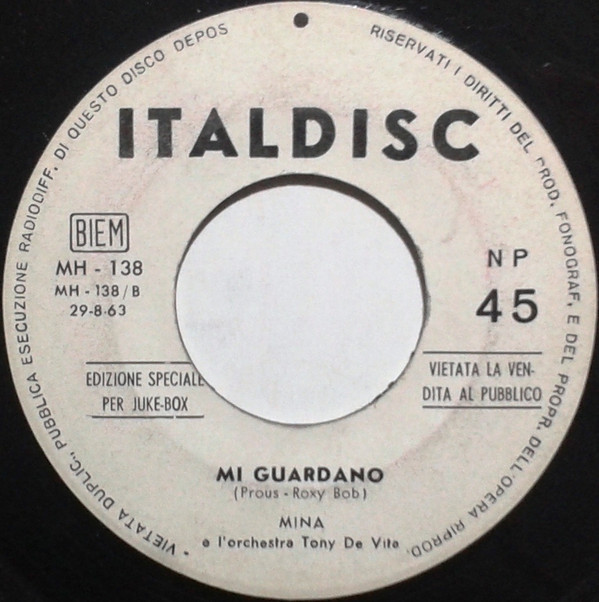 RISERVATI I DIRITTI DEL PROD. FONOGRAF. E DEL PROPR. DELL'OPERA RIPROD. - VIETATA DUPLIC., PUBBLICA ESECUZIONE RADIODIFF. DI QUESTO DISCO DEPOS
ITALDISC
BIEM
MH - 138
MH - 138/B
29-8-63
NP
45
EDIZIONE SPECIALE
PER JUKE-BOX
VIETATA LA VEN-
DITA AL PUBBLICO
MI GUARDANO
(Prous - Roxy Bob)
MINA
e l'orchestra Tony De Vita